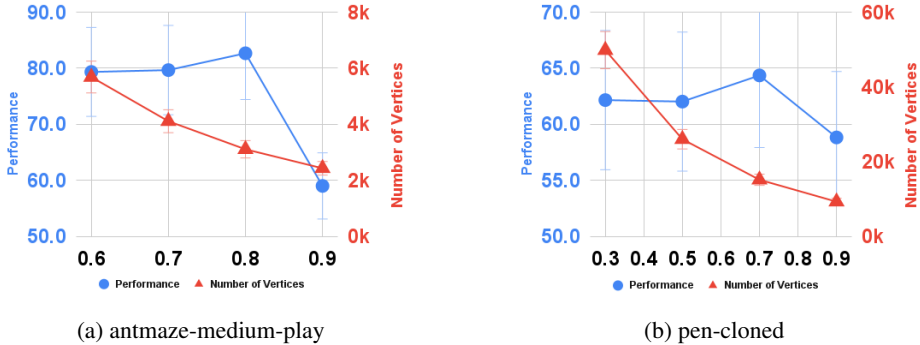 90.0 8k 70.0 60k
80.0 6k 65.0 40k
70.0 4k 60.0
60.0 2k 55.0 20k
50.0 0k 50.0 0k
Performance
Number of Vertices
Performance
Number of Vertices
0.6 0.7 0.8 0.9
0.3 0.4 0.5 0.6 0.7 0.8 0.9
Performance Number of Vertices
Performance Number of Vertices
(a) antmaze-medium-play
(b) pen-cloned